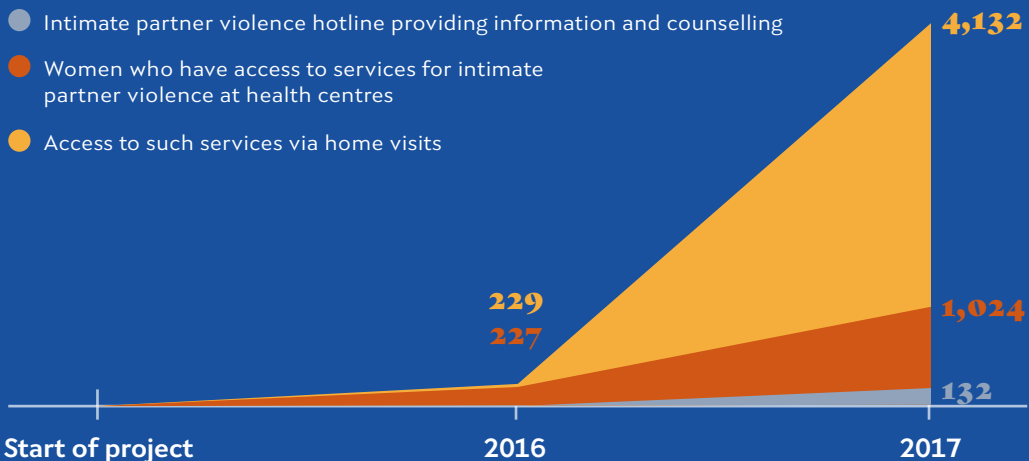 Intimate partner violence hotline providing information and counselling
Women who have access to services for intimate
partner violence at health centres
Access to such services via home visits
4,132
229
227
1,024
132
Start of project
2016
2017